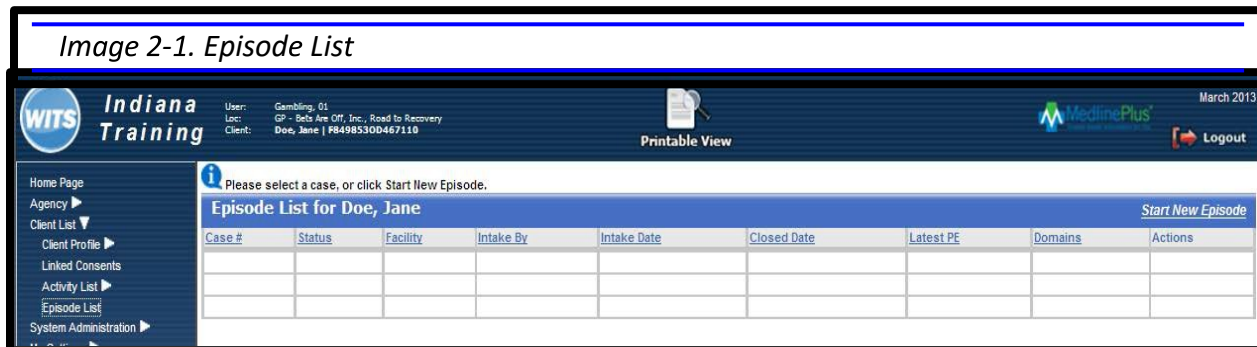 Image 2-1. Episode List
WITS
Indiana
Training
User: Gambling, 01
Loc: GP - Bets Are Off, Inc., Road to Recovery
Client: Doe, Jane | F849853OD467110
Printable View
MedlinePlus
March 2013
Logout
Home Page
Agency
Client List
Client Profile
Linked Consents
Activity List
Episode List
System Administration
Please select a case, or click Start New Episode.
Episode List for Doe, Jane
Start New Episode
Case # Status Facility Intake By Intake Date Closed Date Latest PE Domains Actions